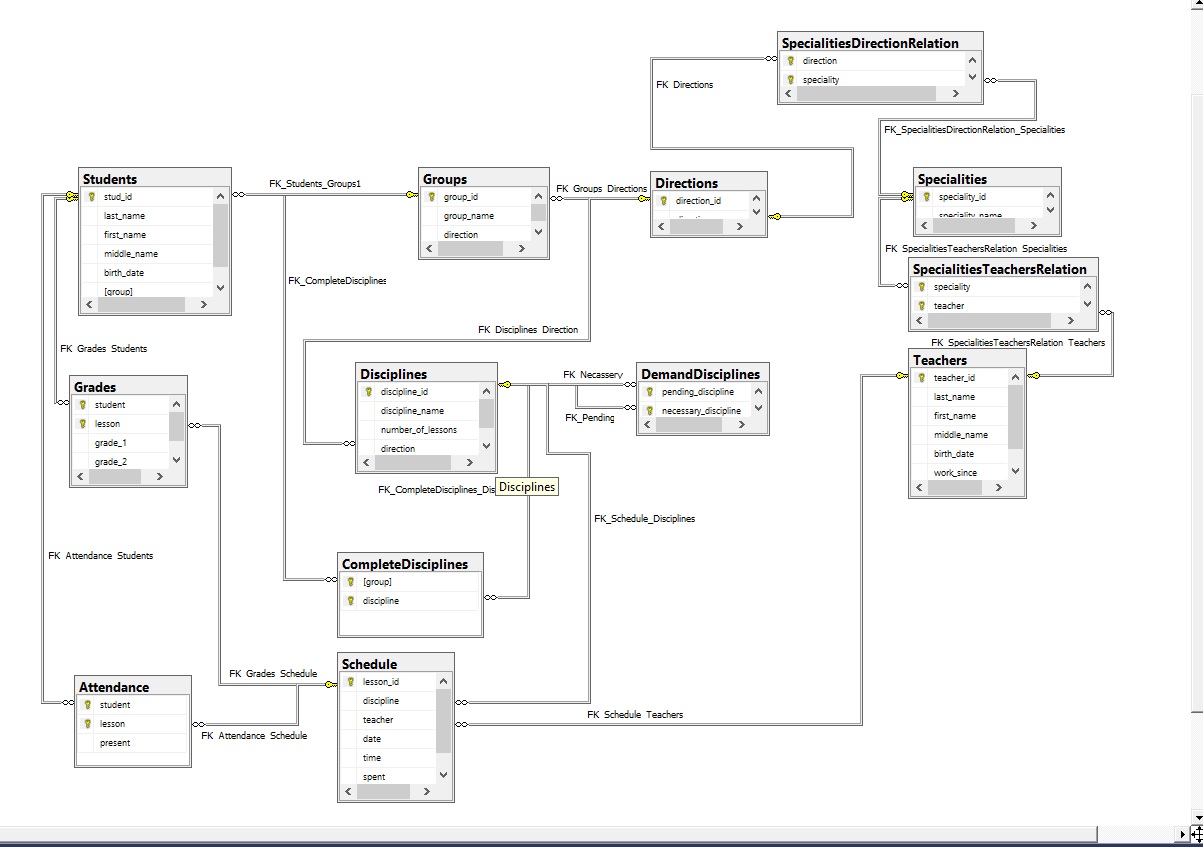 SpecialitiesDirectionRelation
direction
speciality
FK Directions
FK_SpecialitiesDirectionRelation_Specialities
Students
stud_id
last_name
first_name
middle_name
birth_date
[group]
FK_Students_Groups1
Groups
group_id
group_name
direction
FK Groups Directions
Directions
direction_id
Specialities
speciality_id
speciality_name
FK SpecialitiesTeachersRelation Specialities
SpecialitiesTeachersRelation
speciality
teacher
FK SpecialitiesTeachersRelation Teachers
FK_CompleteDisciplines
FK Disciplines Direction
FK Grades Students
Grades
student
lesson
grade_1
grade_2
Disciplines
discipline_id
discipline_name
number_of_lessons
direction
FK Necassery
FK_Pending
DemandDisciplines
pending_discipline
necessary_discipline
Teachers
teacher_id
last_name
first_name
middle_name
birth_date
work_since
FK_CompleteDisciplines_Dis
Disciplines
FK_Schedule_Disciplines
FK Attendance Students
CompleteDisciplines
[group]
discipline
FK Grades Schedule
Attendance
student
lesson
present
FK Attendance Schedule
Schedule
lesson_id
discipline
teacher
date
time
spent
FK Schedule Teachers